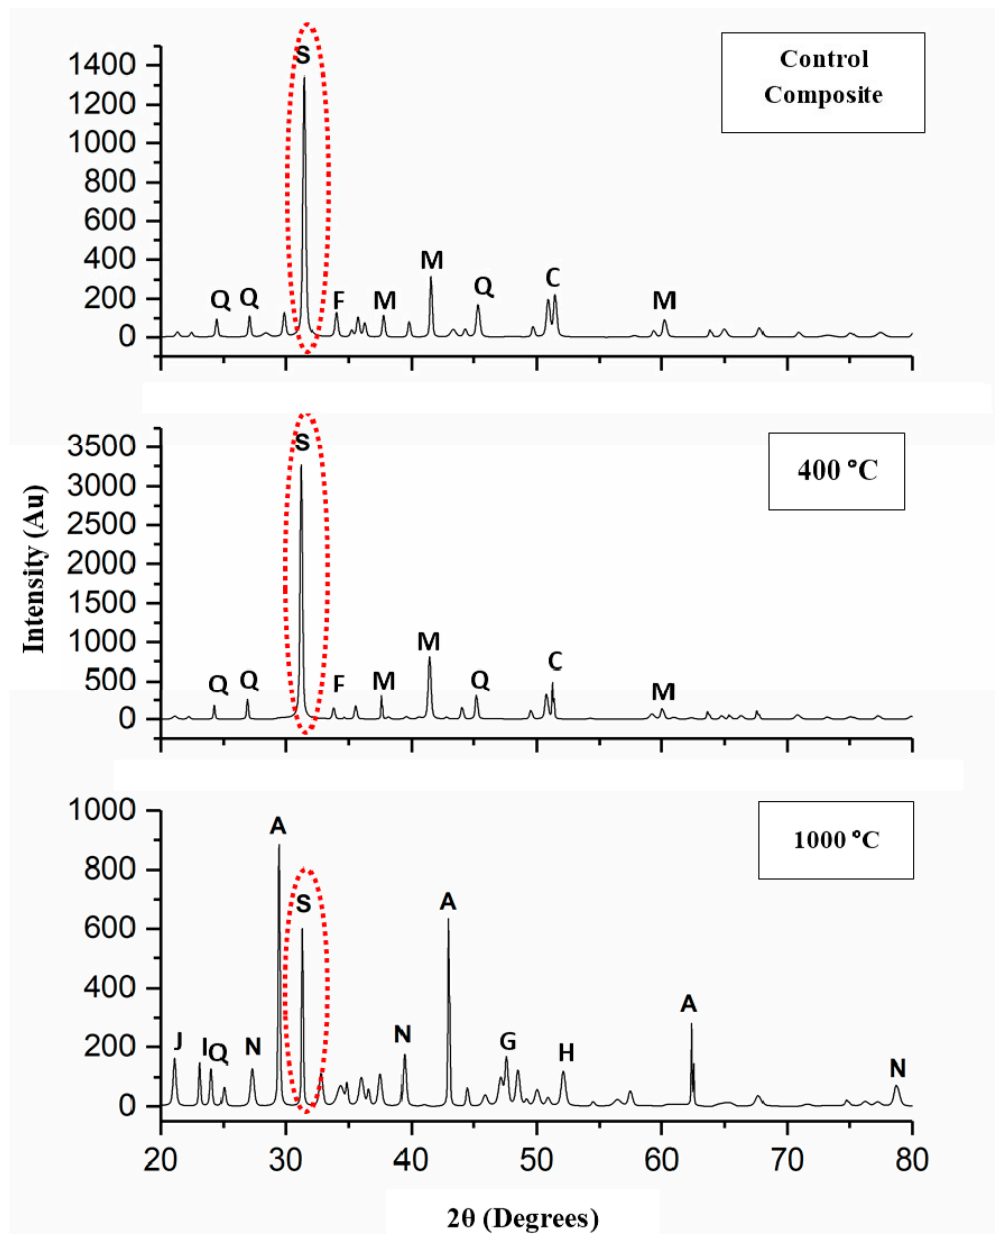 Control
Composite
1400
1200
1000
800
600
400
200
0
S
Q Q F M M Q C M
400 °C
3500
3000
2500
2000
1500
1000
500
0
S
Q Q F M M Q C M
Intensity (Au)
1000 °C
1000
800
600
400
200
0
J I Q N A S N A G H A N
20 30 40 50 60 70 80
2θ (Degrees)